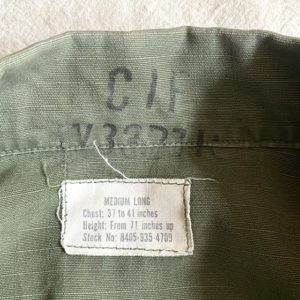 CIF
MEDIUM LONG
Chest: 37 to 41 inches
Height: From 71 inches up
Stock No: 8405-935-4709